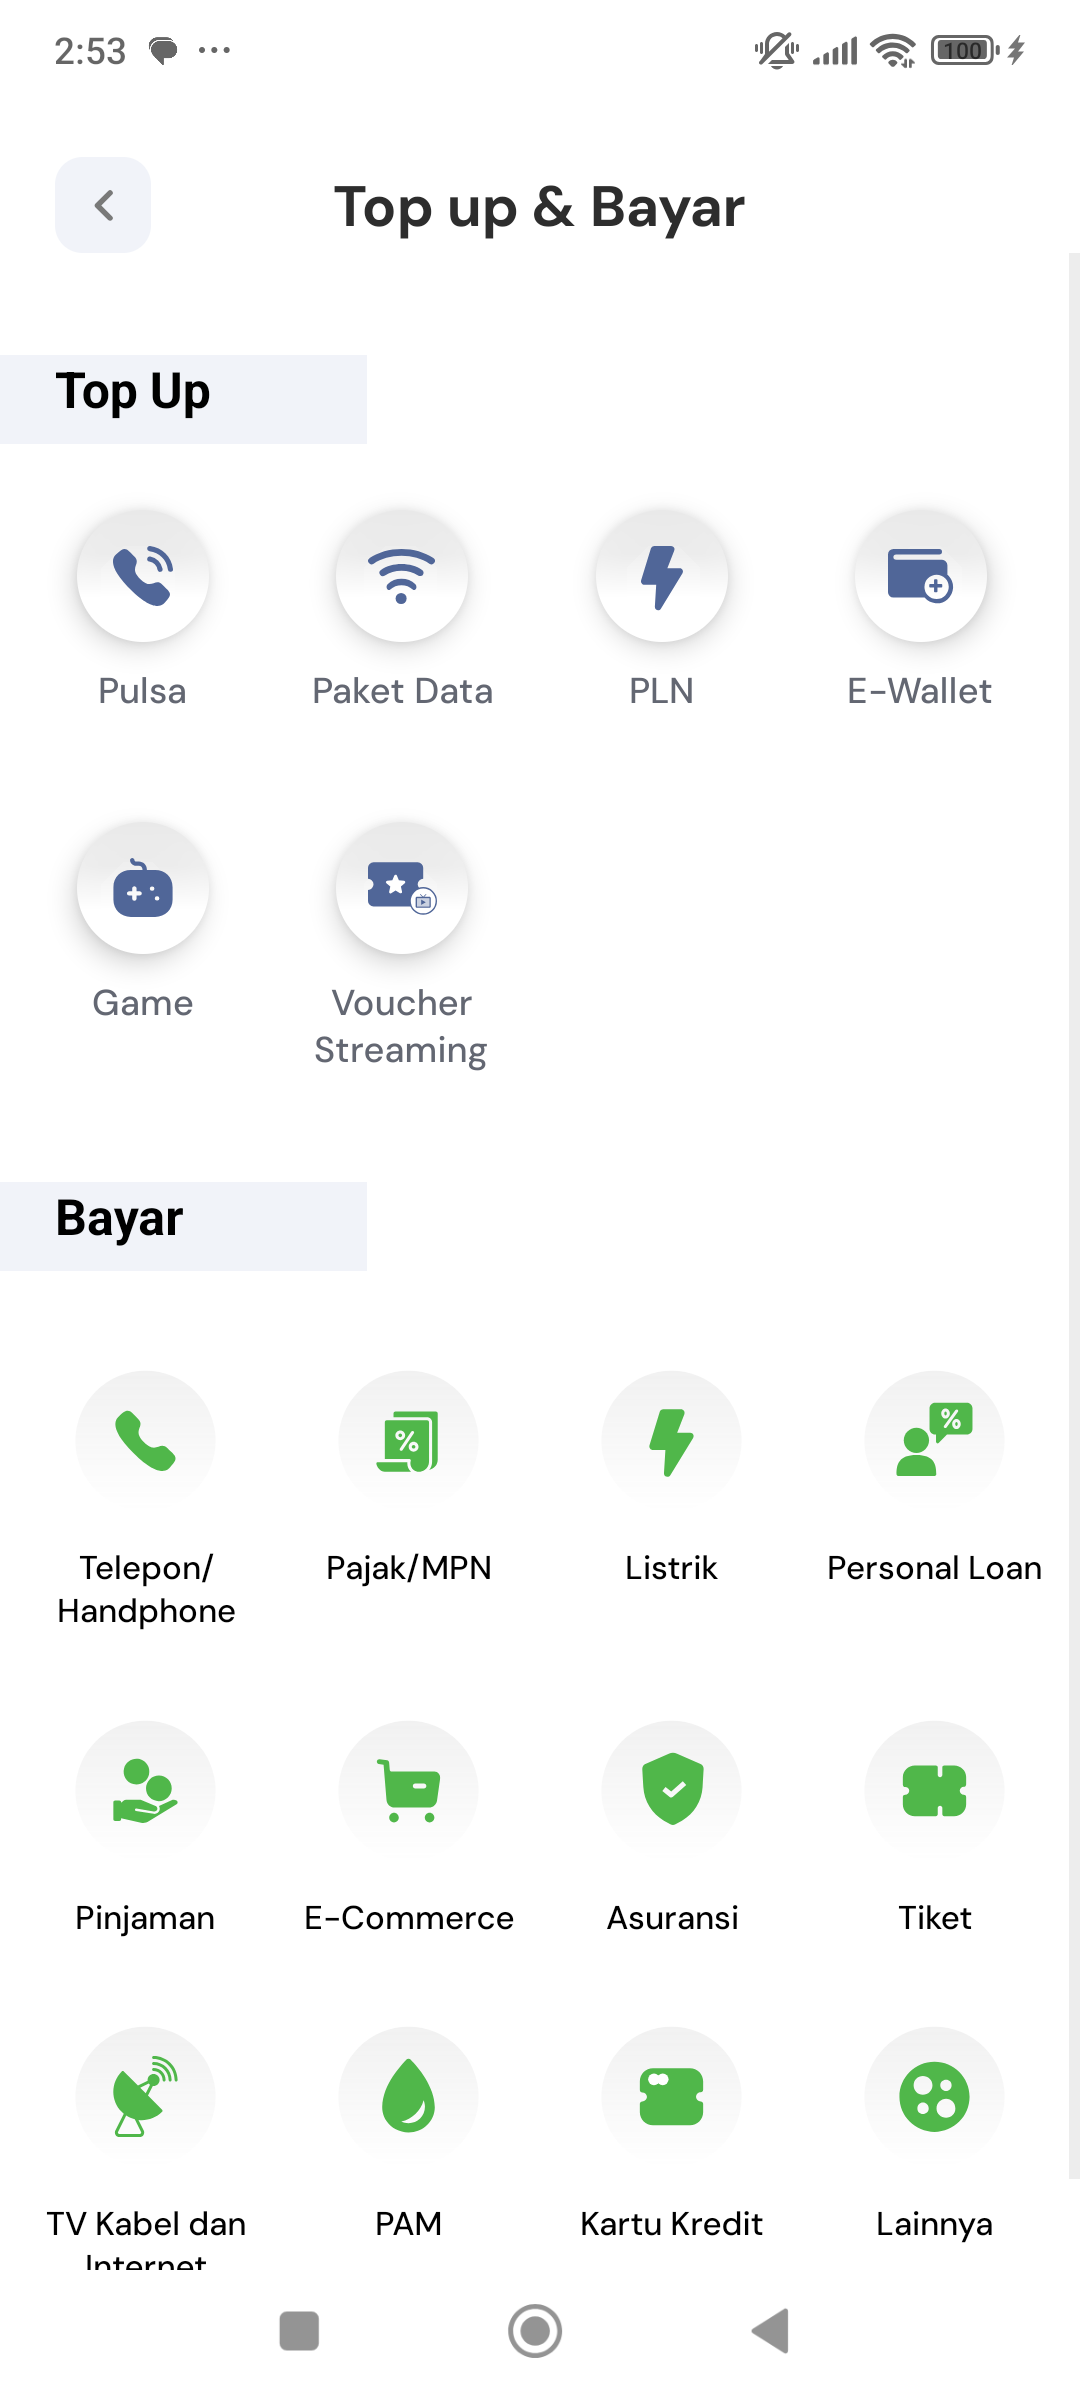 2:53
100
Top up & Bayar
Top Up
Pulsa
Paket Data
PLN
E-Wallet
Game
Voucher
Streaming
Bayar
Telepon/
Handphone
Pajak/MPN
Listrik
Personal Loan
Pinjaman
E-Commerce
Asuransi
Tiket
TV Kabel dan
Internet
PAM
Kartu Kredit
Lainnya